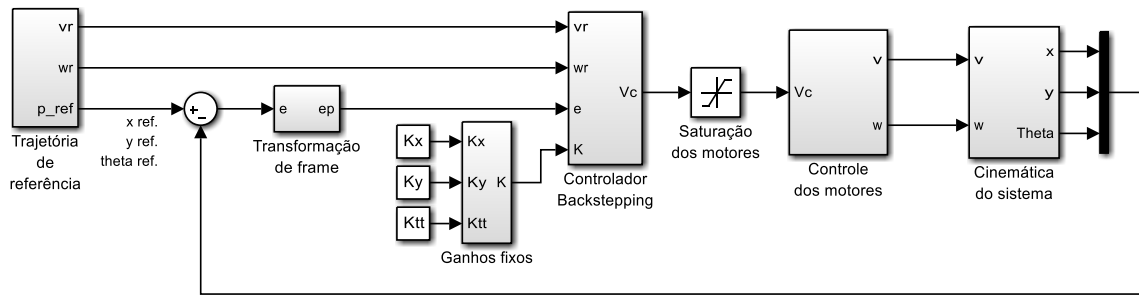 vr
wr
p_ref
Trajetória
de
referência
x ref.
y ref.
theta ref.
+
-
e
ep
Transformação
de frame
Kx
Ky
Ktt
Kx
Ky
Ktt
K
Ganhos fixos
vr
wr
e
K
Vc
Controlador
Backstepping
Saturação
dos motores
Vc
v
w
Controle
dos motores
v
w
x
y
Theta
Cinemática
do sistema